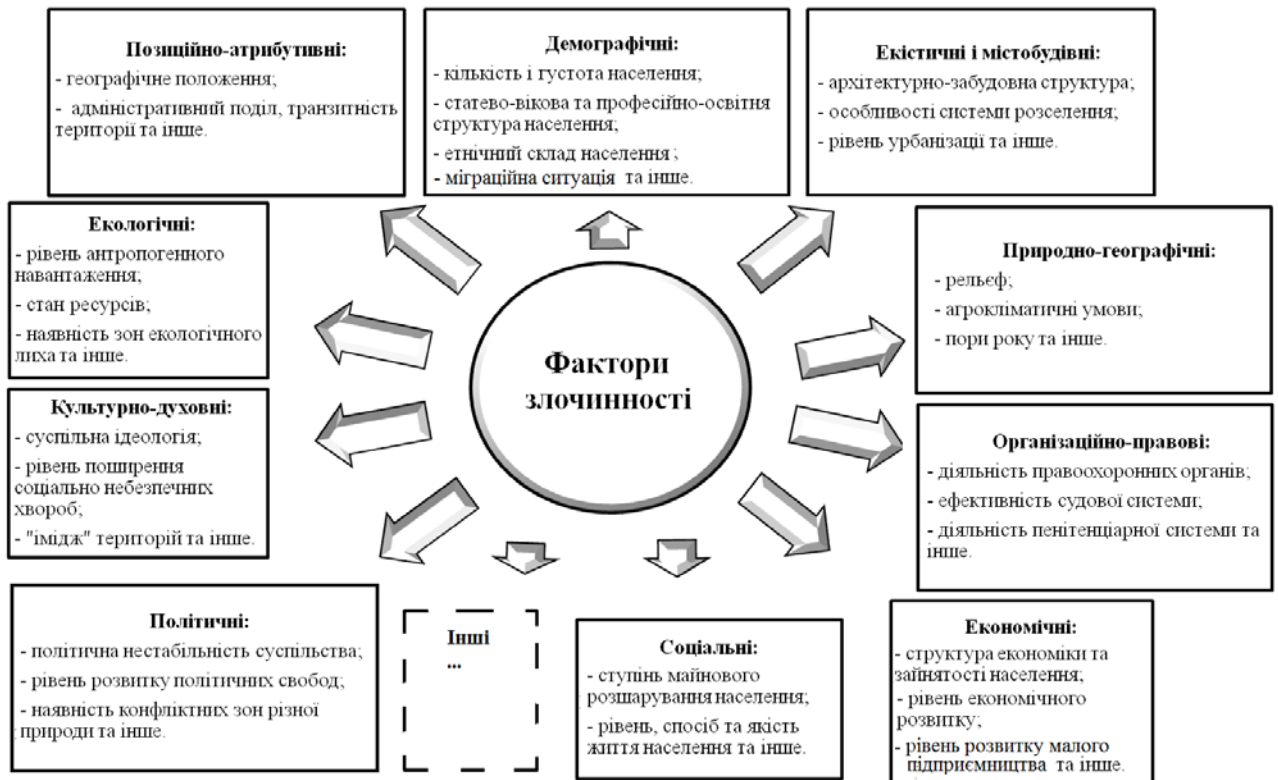 Позиційно-атрибутивні:
- географічне положення;
- адміністративний поділ, транзитність
території та інше.
Демографічні:
- кількість і густота населення;
- статево-вікова та професійно-освітня
структура населення;
- етнічний склад населення ;
- міграційна ситуація та інше.
Екістичні і містобудівні:
- архітектурно-забудовна структура;
- особливості системи розселення;
- рівень урбанізації та інше.
Екологічні:
- рівень антропогенного
навантаження;
- стан ресурсів;
- наявність зон екологічного
лиха та інше.
Природно-географічні:
- рельєф;
- агрокліматичні умови;
- пори року та інше.
Фактори
злочинності
Культурно-духовні:
- суспільна ідеологія;
- рівень поширення
соціально небезпечних
хвороб;
- "імідж" територій та інше.
Організаційно-правові:
- діяльність правоохоронних органів;
- ефективність судової системи;
- діяльність пенітенціарної системи та
інше.
Політичні:
- політична нестабільність суспільства;
- рівень розвитку політичних свобод;
- наявність конфліктних зон різної
природи та інше.
Інші
...
Соціальні:
- ступінь майнового
розшарування населення;
- рівень, спосіб та якість
життя населення та інше.
Економічні:
- структура економіки та
зайнятості населення;
- рівень економічного
розвитку;
- рівень розвитку малого
підприємництва та інше.